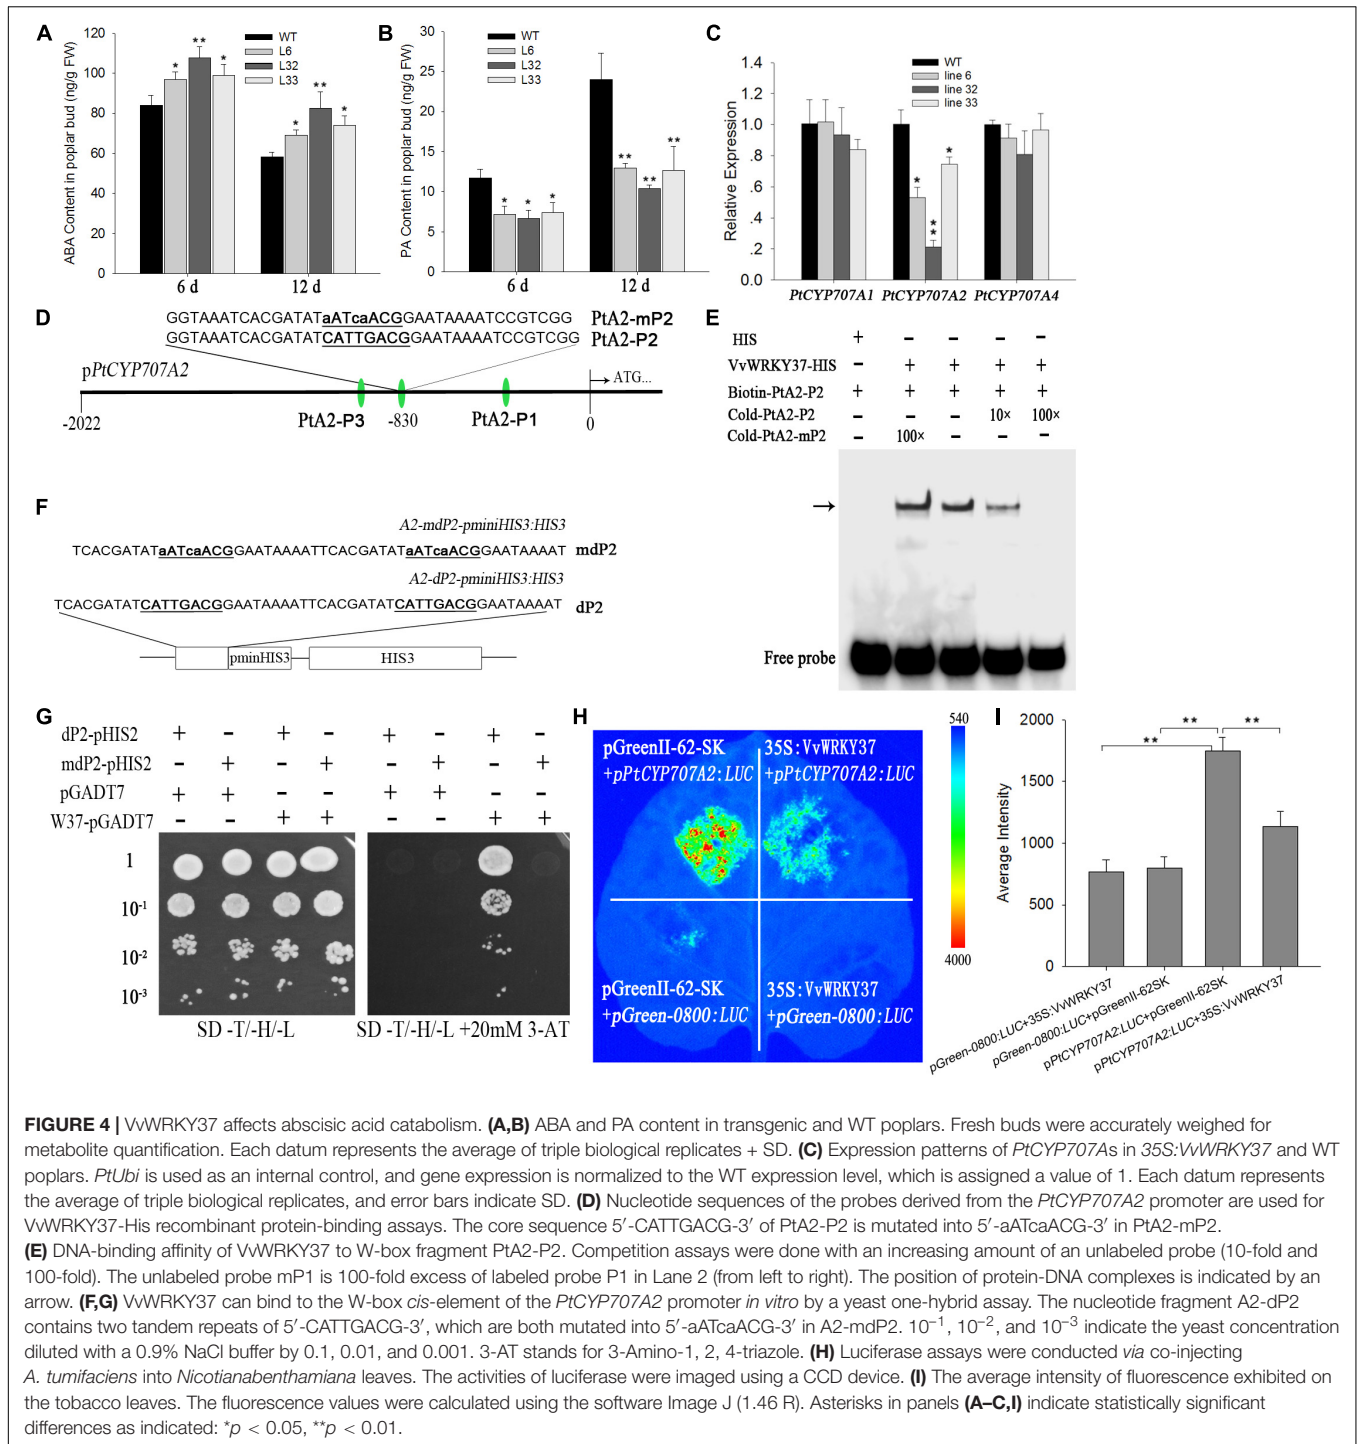 A
ABA Content in poplar bud (ng/g FW)
120
100
80
60
40
20
0
WT
L6
L32
L33
* ** * * ** *
6 d 12 d
B
PA Content in poplar bud (ng/g FW)
30
25
20
15
10
5
0
WT
L6
L32
L33
* * * ** ** **
6 d 12 d
C
Relative Expression
1.4
1.2
1.0
.8
.6
.4
.2
0.0
WT
line 6
line 32
line 33
* ** *
PtCYP707A1 PtCYP707A2 PtCYP707A4
D
GGTAAATCACGATATaATcaACGGAATAAAATCCGTCGG PtA2-mP2
GGTAAATCACGATATCATTGACGGAATAAAATCCGTCGG PtA2-P2
pPtCYP707A2
ATG...
PtA2-P3 -830 PtA2-P1
-2022 0
E
HIS + – – – –
VvWRKY37-HIS – + + + +
Biotin-PtA2-P2 + + + + +
Cold-PtA2-P2 – – – 10× 100×
Cold-PtA2-mP2 – 100× – – –
→
Free probe
F
A2-mdP2-pminiHIS3:HIS3
TCACGATATaATcaACGGAATAAAATTCACGATATaATcaACGGAATAAAAT mdP2
A2-dP2-pminiHIS3:HIS3
TCACGATATCATTGACGGAATAAAATTCACGATATCATTGACGGAATAAAAT dP2
pminHIS3 HIS3
G
dP2-pHIS2 + – + – + – + –
mdP2-pHIS2 – + – + – + – +
pGADT7 + + – – + + – –
W37-pGADT7 – – + + – – + +
1
10-1
10-2
10-3
SD -T/-H/-L SD -T/-H/-L +20mM 3-AT
H
pGreenII-62-SK 35S:VvWRKY37
+pPtCYP707A2:LUC +pPtCYP707A2:LUC
pGreenII-62-SK 35S:VvWRKY37
+pGreen-0800:LUC +pGreen-0800:LUC
540
4000
I
Average Intensity
2000
1500
1000
500
0
** ** **
pGreen-0800:LUC+35S:VvWRKY37
pGreen-0800:LUC+pGreenII-62SK
pPtCYP707A2:LUC+pGreenII-62SK
pPtCYP707A2:LUC+35S:VvWRKY37
FIGURE 4 | VvWRKY37 affects abscisic acid catabolism. (A,B) ABA and PA content in transgenic and WT poplars. Fresh buds were accurately weighed for
metabolite quantification. Each datum represents the average of triple biological replicates + SD. (C) Expression patterns of PtCYP707As in 35S:VvWRKY37 and WT
poplars. PtUbi is used as an internal control, and gene expression is normalized to the WT expression level, which is assigned a value of 1. Each datum represents
the average of triple biological replicates, and error bars indicate SD. (D) Nucleotide sequences of the probes derived from the PtCYP707A2 promoter are used for
VvWRKY37-His recombinant protein-binding assays. The core sequence 5′-CATTGACG-3′ of PtA2-P2 is mutated into 5′-aATcaACG-3′ in PtA2-mP2.
(E) DNA-binding affinity of VvWRKY37 to W-box fragment PtA2-P2. Competition assays were done with an increasing amount of an unlabeled probe (10-fold and
100-fold). The unlabeled probe mP1 is 100-fold excess of labeled probe P1 in Lane 2 (from left to right). The position of protein-DNA complexes is indicated by an
arrow. (F,G) VvWRKY37 can bind to the W-box cis-element of the PtCYP707A2 promoter in vitro by a yeast one-hybrid assay. The nucleotide fragment A2-dP2
contains two tandem repeats of 5′-CATTGACG-3′, which are both mutated into 5′-aATcaACG-3′ in A2-mdP2. 10−1, 10−2, and 10−3 indicate the yeast concentration
diluted with a 0.9% NaCl buffer by 0.1, 0.01, and 0.001. 3-AT stands for 3-Amino-1, 2, 4-triazole. (H) Luciferase assays were conducted via co-injecting
A. tumifaciens into Nicotianabenthamiana leaves. The activities of luciferase were imaged using a CCD device. (I) The average intensity of fluorescence exhibited on
the tobacco leaves. The fluorescence values were calculated using the software Image J (1.46 R). Asterisks in panels (A–C,I) indicate statistically significant
differences as indicated: *p < 0.05, **p < 0.01.